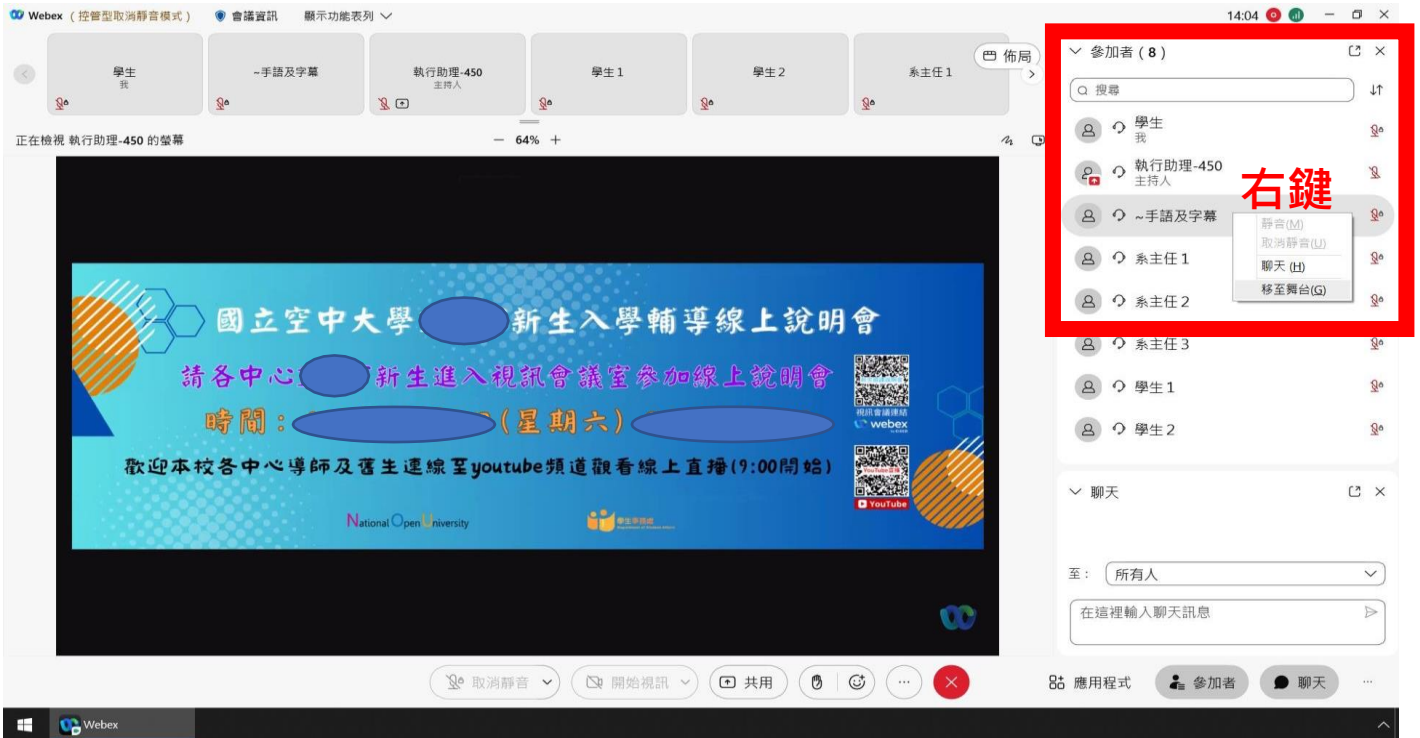 Webex （控管型取消靜音模式） 會議資訊 顯示功能表列
14:04
學生
我
~手語及字幕
執行助理-450
主持人
學生 1
學生 2
系主任 1
佈局
正在檢視 執行助理-450 的螢幕
64%
國立空中大學 新生入學輔導線上說明會
請各中心 新生進入視訊會議室參加線上說明會
時間： (星期六)
歡迎本校各中心導師及舊生連線至youtube頻道觀看線上直播(9:00開始)
視訊會議連結
webex
YouTube直播
YouTube
National Open University
學生事務處
參加者（8）
搜尋
學生
我
執行助理-450
主持人
右鍵
~手語及字幕
靜音(M)
取消靜音(U)
聊天 (H)
移至舞台(G)
系主任 1
系主任 2
系主任 3
學生 1
學生 2
聊天
至： 所有人
在這裡輸入聊天訊息
取消靜音
開始視訊
共用
應用程式
參加者
聊天
Webex